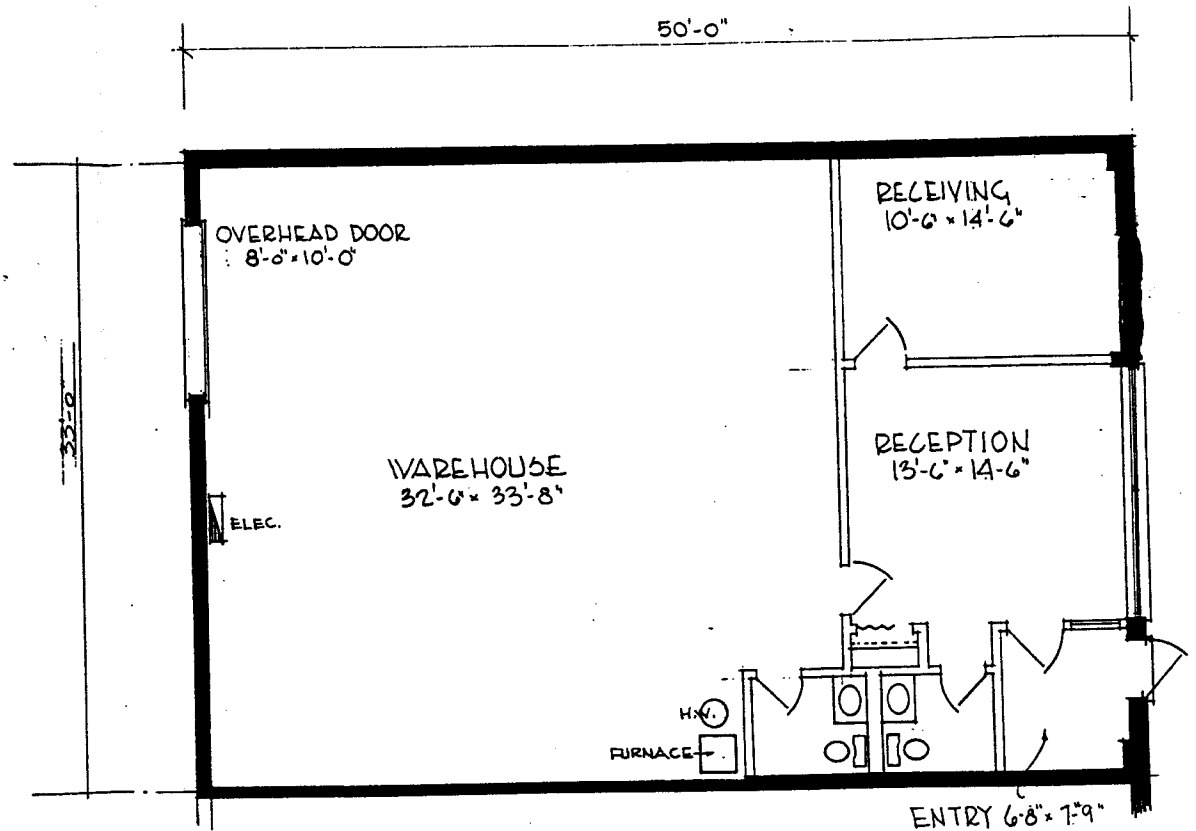 50'-0"
RECEIVING
10'-6" × 14'-6"
OVERHEAD DOOR
8'-0" × 10'-0"
33'-0"
RECEPTION
13'-6" × 14'-6"
WAREHOUSE
32'-6" × 33'-8"
ELEC.
H.W.
FURNACE
ENTRY 6'-8" × 7'-9"